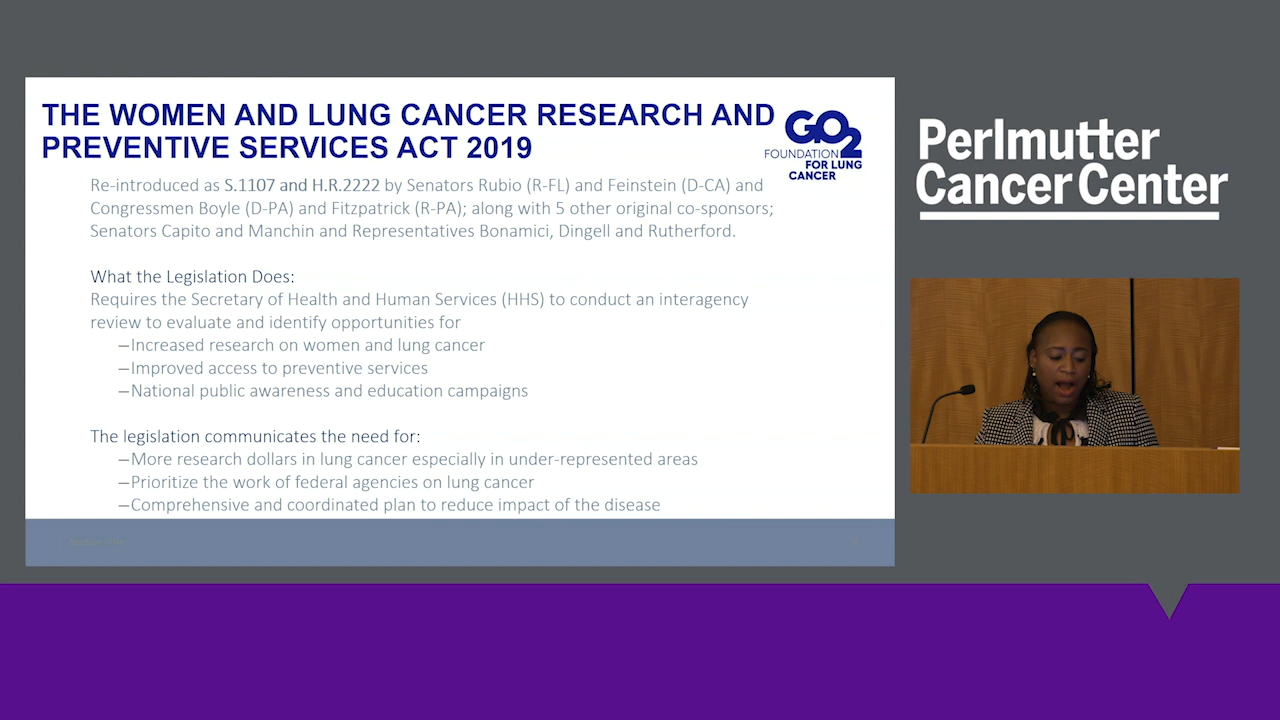 THE WOMEN AND LUNG CANCER RESEARCH AND
PREVENTIVE SERVICES ACT 2019
GO2
FOUNDATION
FOR LUNG
CANCER
Re-introduced as S.1107 and H.R.2222 by Senators Rubio (R-FL) and Feinstein (D-CA) and
Congressmen Boyle (D-PA) and Fitzpatrick (R-PA); along with 5 other original co-sponsors;
Senators Capito and Manchin and Representatives Bonamici, Dingell and Rutherford.
What the Legislation Does:
Requires the Secretary of Health and Human Services (HHS) to conduct an interagency
review to evaluate and identify opportunities for
–Increased research on women and lung cancer
–Improved access to preventive services
–National public awareness and education campaigns
The legislation communicates the need for:
–More research dollars in lung cancer especially in under-represented areas
–Prioritize the work of federal agencies on lung cancer
–Comprehensive and coordinated plan to reduce impact of the disease
Perlmutter
Cancer Center